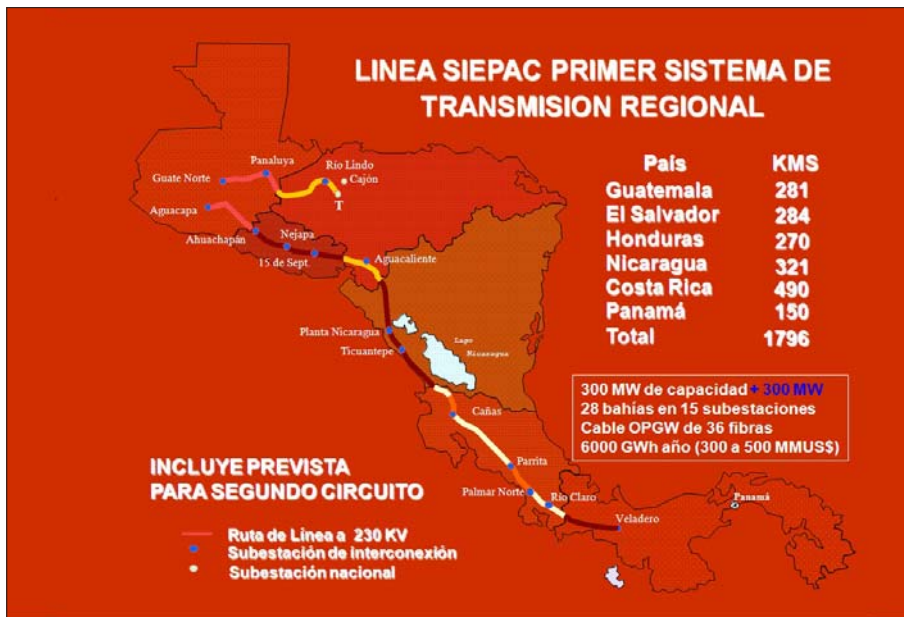 LINEA SIEPAC PRIMER SISTEMA DE
TRANSMISION REGIONAL
País KMS
Guatemala 281
El Salvador 284
Honduras 270
Nicaragua 321
Costa Rica 490
Panamá 150
Total 1796
300 MW de capacidad + 300 MW
28 bahías en 15 subestaciones
Cable OPGW de 36 fibras
6000 GWh año (300 a 500 MMUS$)
Panaluya
Río Lindo
Guate Norte
Cajón
T
Aguacapa
Ahuachapán
Nejapa
15 de Sept.
Aguacaliente
Planta Nicaragua
Lago
Nicaragua
Ticuantepe
Cañas
Parrita
Palmar Norte
Río Claro
Veladero
Panamá
INCLUYE PREVISTA
PARA SEGUNDO CIRCUITO
Ruta de Línea a 230 KV
Subestación de interconexión
Subestación nacional